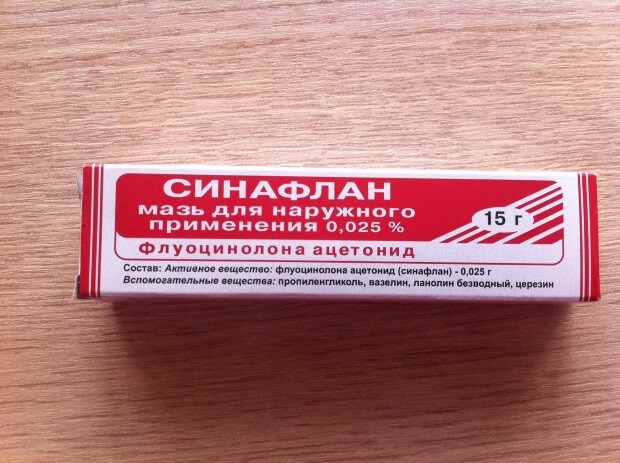 СИНАФЛАН
мазь для наружного
применения 0,025 %
15 г
Флуоцинолона ацетонид
Состав: Активное вещество: флуоцинолона ацетонид (синафлан) - 0,025 г
Вспомогательные вещества: пропиленгликоль, вазелин, ланолин безводный, церезин